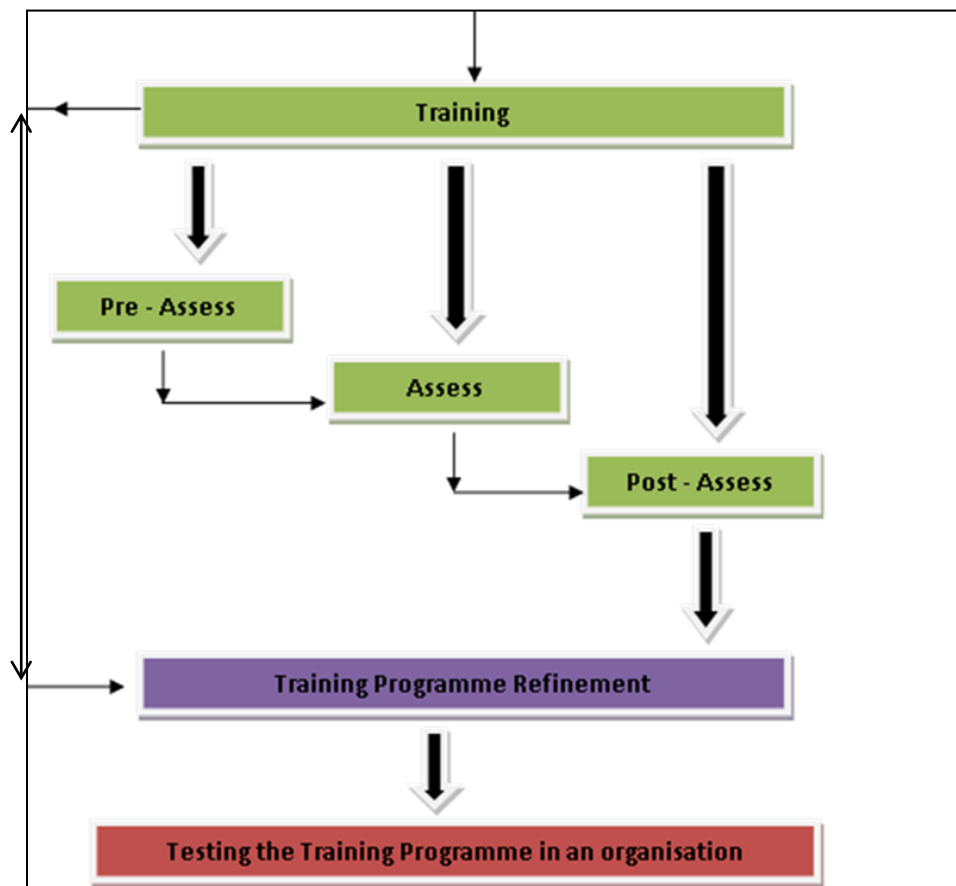 Training
Pre - Assess
Assess
Post - Assess
Training Programme Refinement
Testing the Training Programme in an organisation